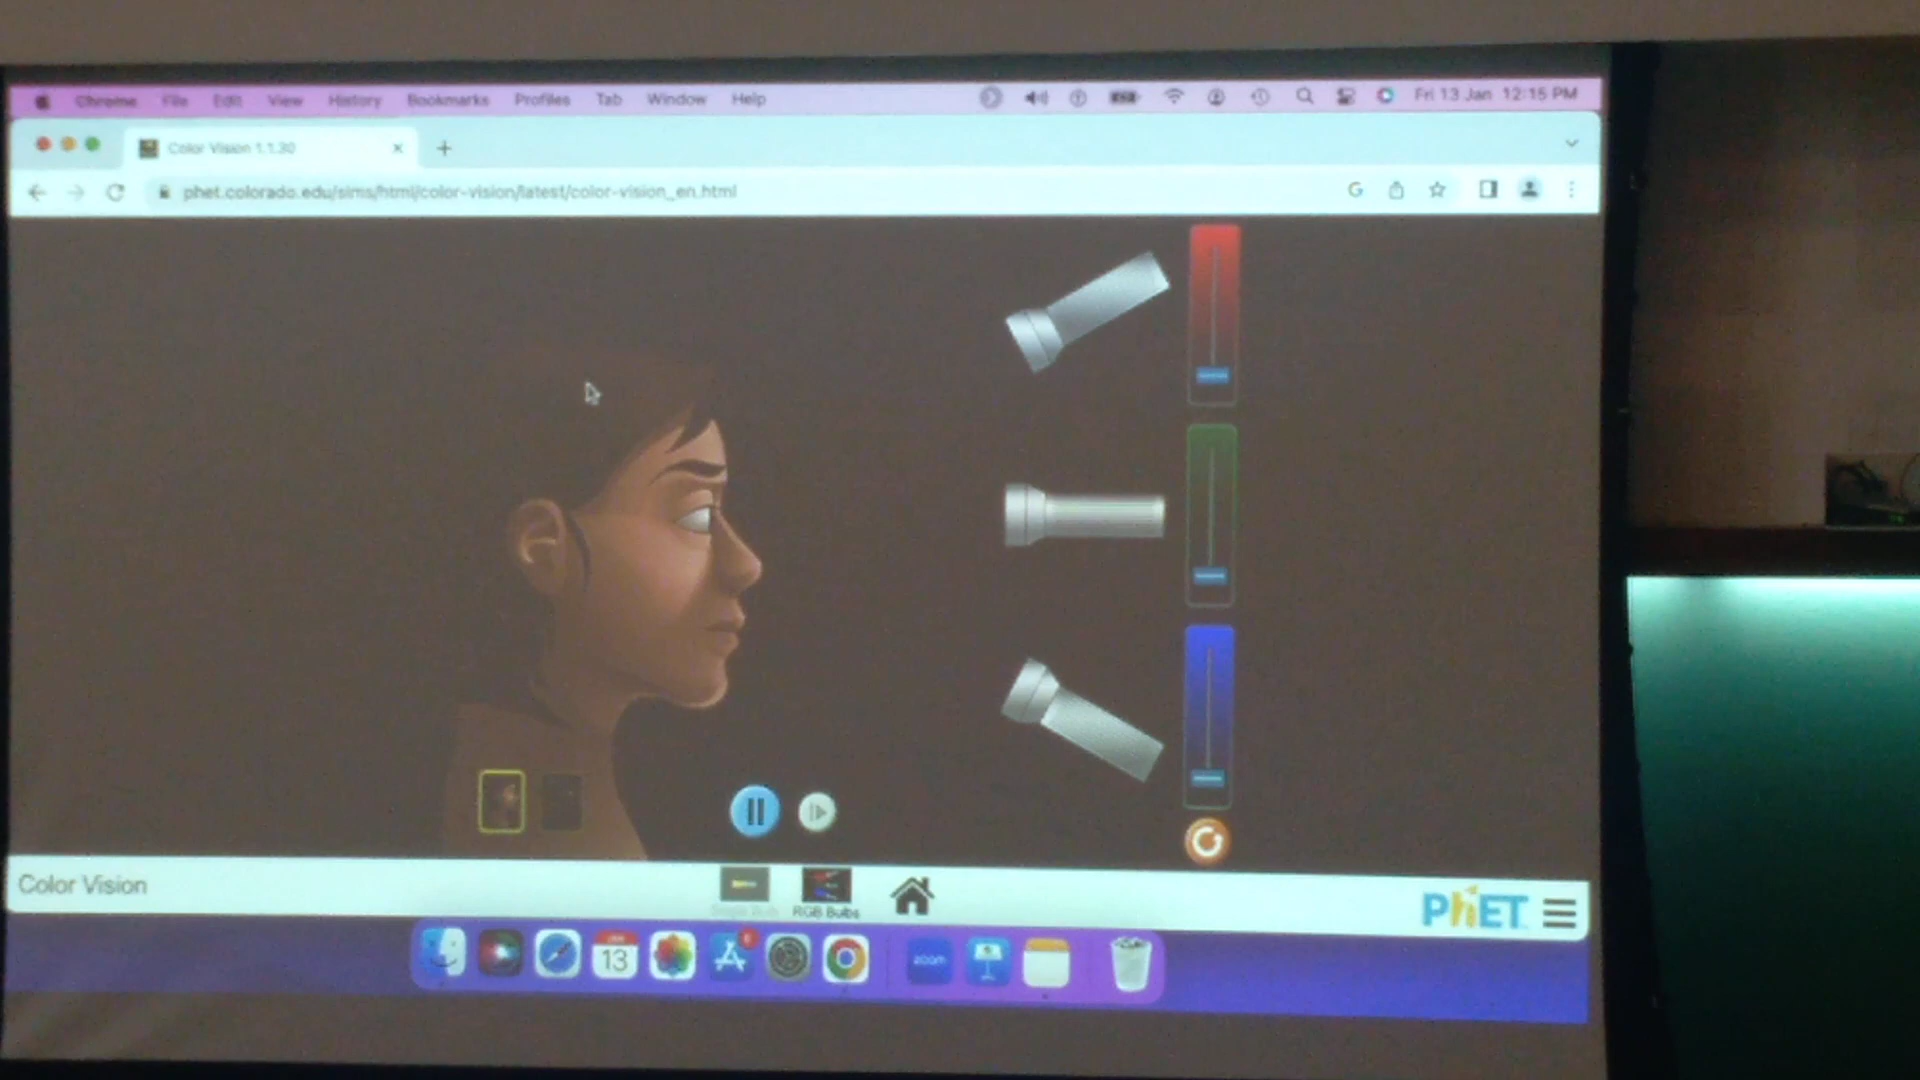 Chrome File Edit View History Bookmarks Profiles Tab Window Help Fri 13 Jan 12:15 PM
Color Vision 1.1.30
phet.colorado.edu/sims/html/color-vision/latest/color-vision_en.html
Color Vision
RGB Bulbs
PhET
13
zoom